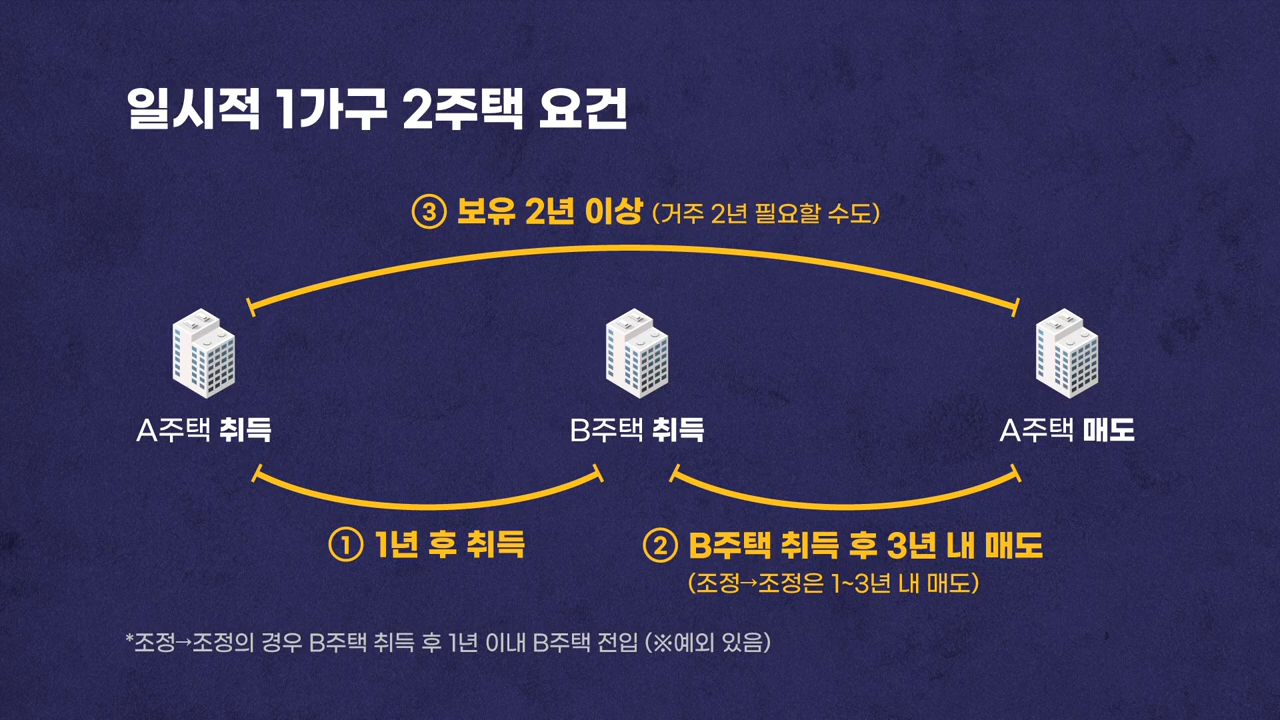 일시적 1가구 2주택 요건
③ 보유 2년 이상 (거주 2년 필요할 수도)
A주택 취득
B주택 취득
A주택 매도
① 1년 후 취득
② B주택 취득 후 3년 내 매도
(조정→조정은 1~3년 내 매도)
*조정→조정의 경우 B주택 취득 후 1년 이내 B주택 전입 (※예외 있음)